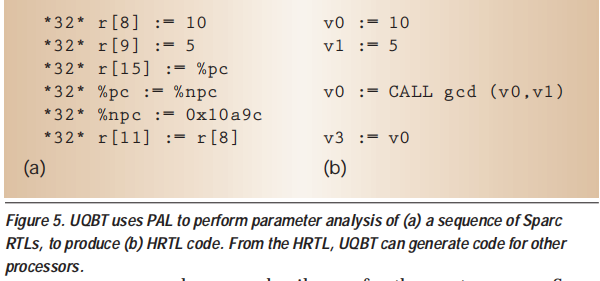 *32* r[8] := 10
*32* r[9] := 5
*32* r[15] := %pc
*32* %pc := %npc
*32* %npc := 0x10a9c
*32* r[11] := r[8]
(a)
v0 := 10
v1 := 5
v0 := CALL gcd (v0,v1)
v3 := v0
(b)
Figure 5. UQBT uses PAL to perform parameter analysis of (a) a sequence of Sparc
RTLs, to produce (b) HRTL code. From the HRTL, UQBT can generate code for other
processors.